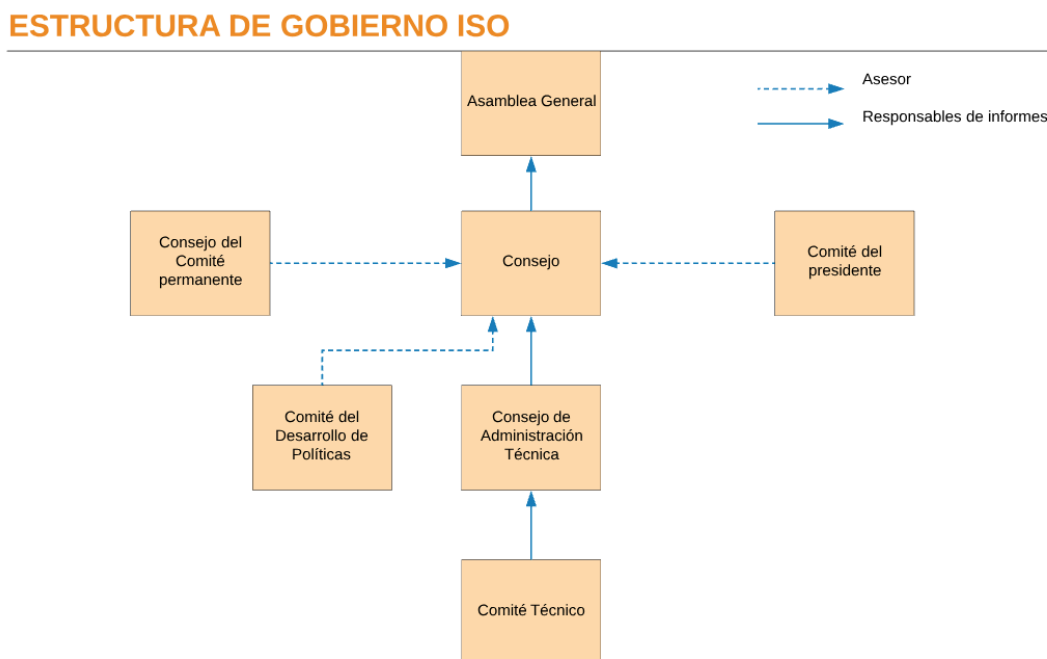 ESTRUCTURA DE GOBIERNO ISO
Asamblea General
Asesor
Responsables de informes
Consejo del
Comité
permanente
Consejo
Comité del
presidente
Comité del
Desarrollo de
Políticas
Consejo de
Administración
Técnica
Comité Técnico